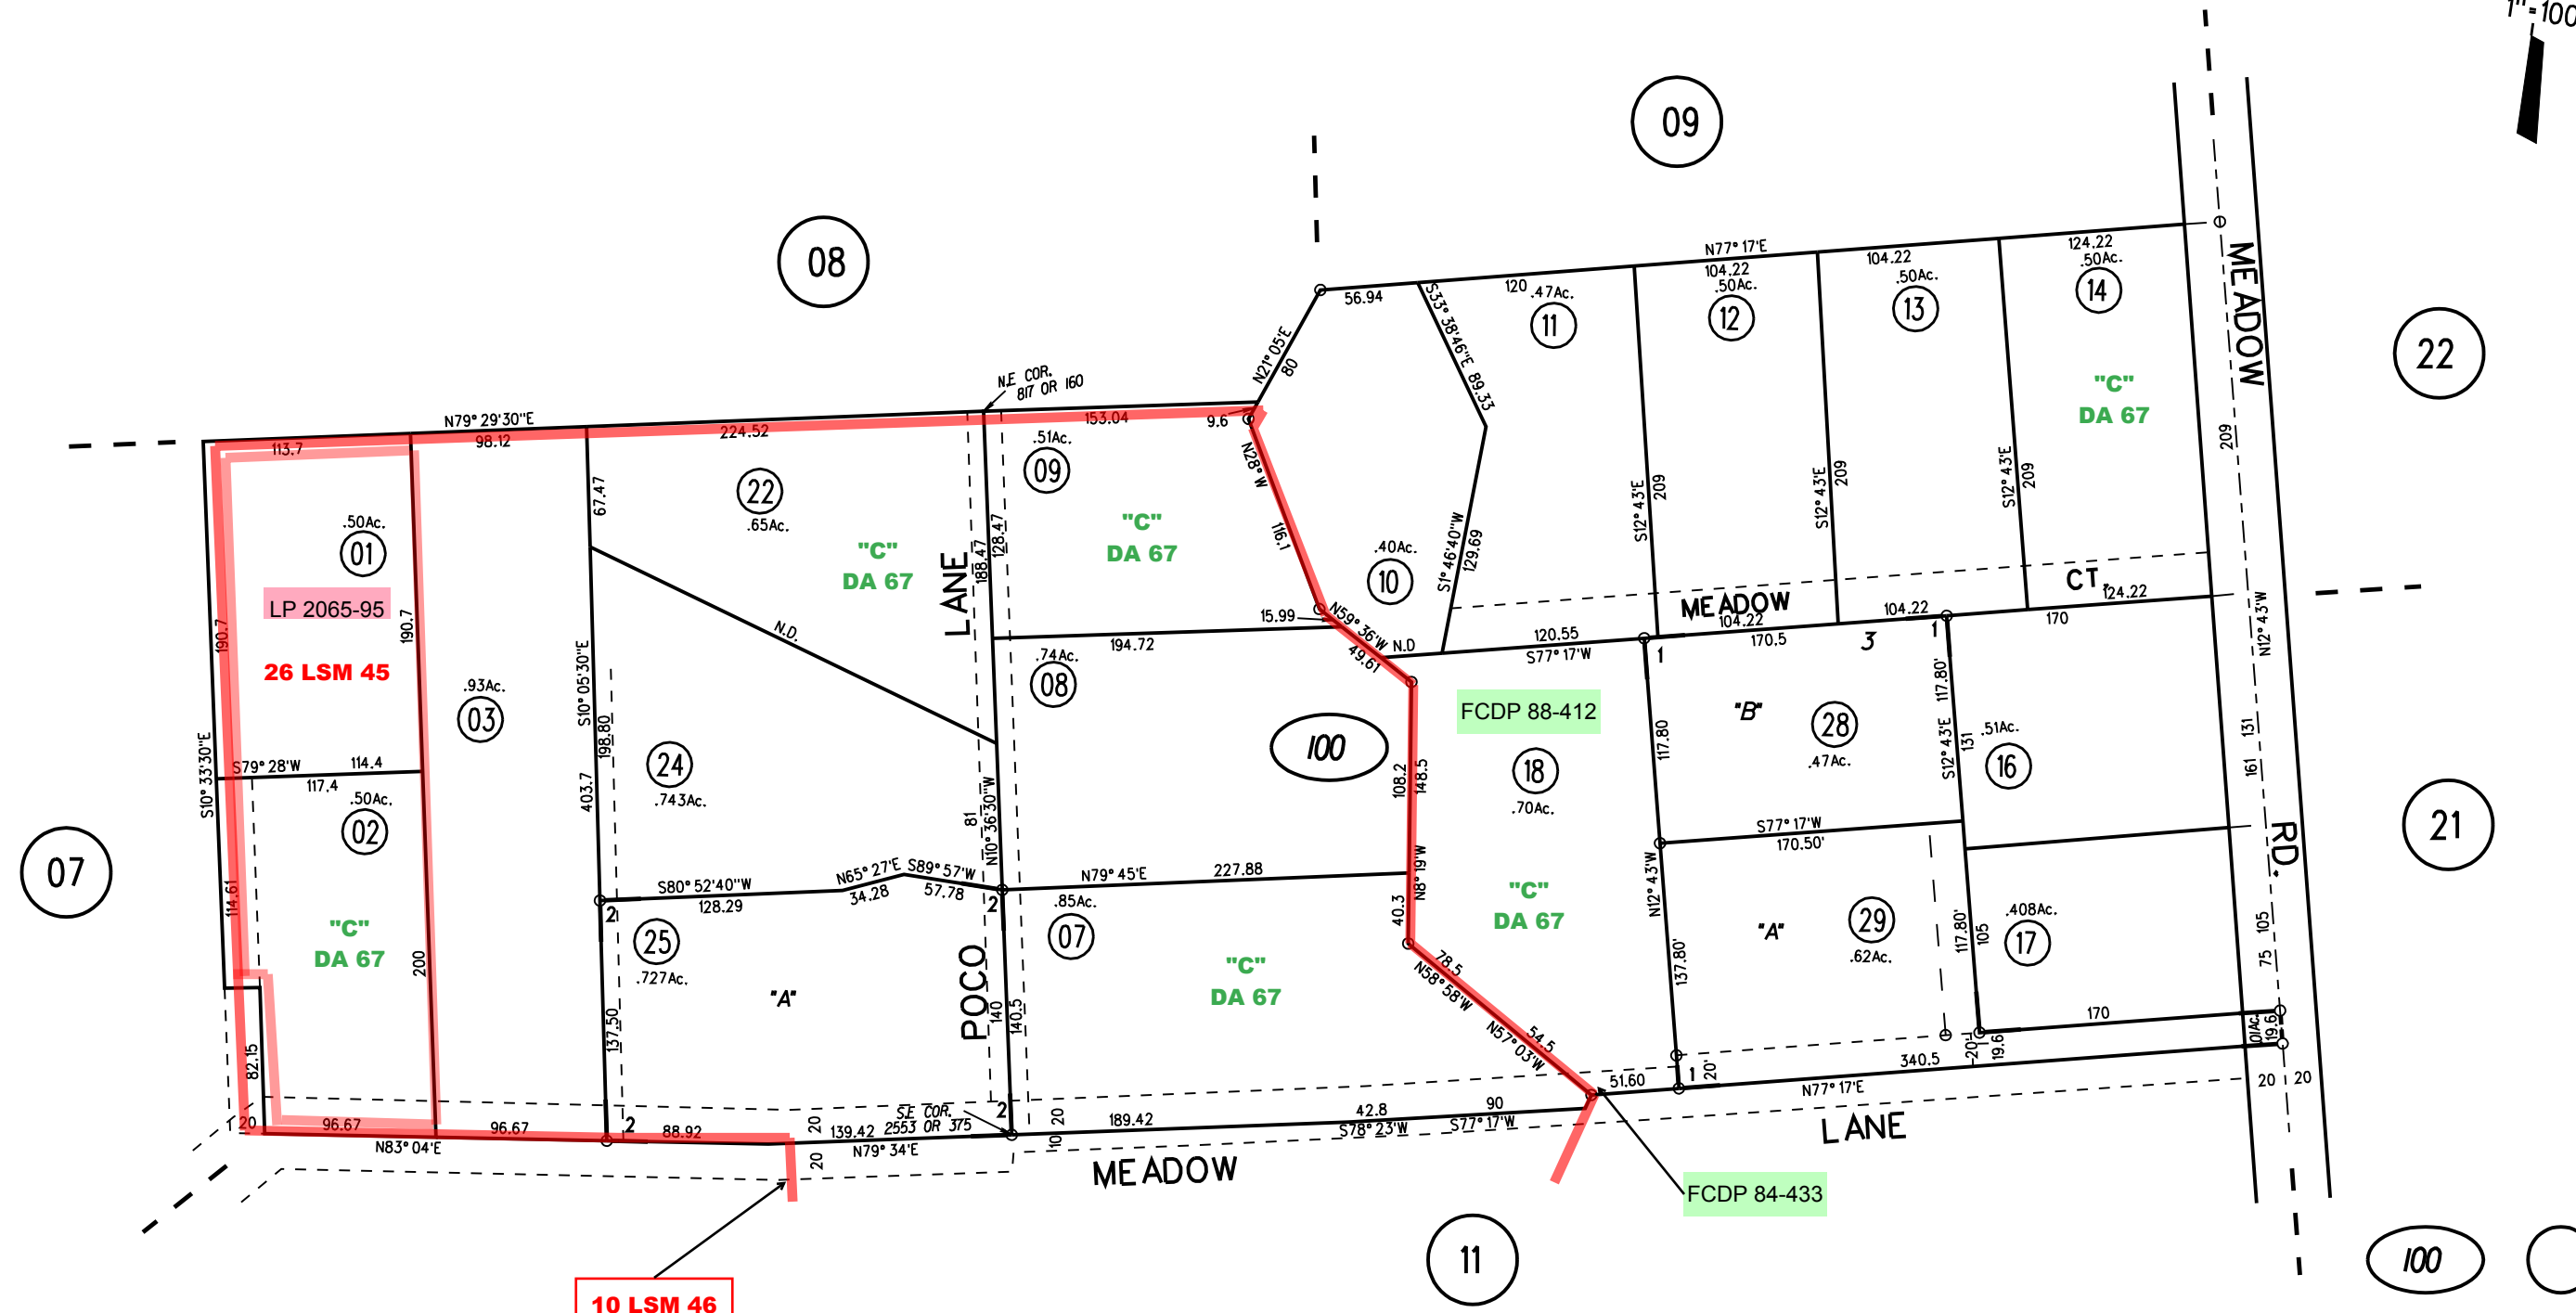 1"=100
09
08
N77° 17'E
124.22
.50Ac.
14
104.22
.50Ac.
13
104.22
.50Ac.
12
120
.47Ac.
11
56.94
S33° 38'46"E 89.33
N21° 05'E
80
MEADOW
22
"C"
DA 67
N.E COR.
817 OR 160
N79° 29'30"E
113.7
98.12
224.52
153.04
9.6
.51Ac.
09
N28° W
116.1
209
S12° 43'E
209
S12° 43'E
209
S12° 43'E
209
67.47
22
.65Ac.
.50Ac.
01
LP 2065-95
26 LSM 45
190.7
190.7
"C"
DA 67
"C"
DA 67
LANE
188.47
128.47
.40Ac.
10
S1° 46'40"W
129.69
CT.
124.22
MEADOW
104.22
104.22
170.5
3
1
170
N12° 43'W
15.99
N59° 36'W
49.61
N.D
120.55
S77° 17'W
1
N.D.
194.72
.74Ac.
08
.93Ac.
03
S10° 05'30"E
198.80
403.7
24
.743Ac.
S10° 33'30"E
S79° 28'W
114.4
117.4
.50Ac.
02
100
FCDP 88-412
18
.70Ac.
108.2
148.5
117.80
"B"
28
.47Ac.
117.80'
S12° 43'E
131
.51Ac.
16
131
161
21
07
114.61
"C"
DA 67
200
81
N10° 36'30"W
S77° 17'W
170.50'
RD.
S80° 52'40"W
128.29
N65° 27'E
34.28
S89° 57'W
57.78
2
2
N79° 45'E
227.88
.85Ac.
07
N8° 19'W
40.3
"C"
DA 67
N12° 43'W
137.80'
"A"
29
.62Ac.
117.80'
105
.408Ac.
17
105
75
25
.727Ac.
"A"
137.50
POCO
140
140.5
"C"
DA 67
78.5
N58° 58'W
54.5
N57° 03'W
170
19.6
20'
19.6
340.5
20'
1
N77° 17'E
51.60
20
20
82.15
20
96.67
96.67
N83° 04'E
2
88.92
20
20
139.42
N79° 34'E
S.E COR.
2553 OR 375
2
20
10
189.42
42.8
S78° 23'W
90
S77° 17'W
MEADOW
LANE
FCDP 84-433
11
100
10 LSM 46